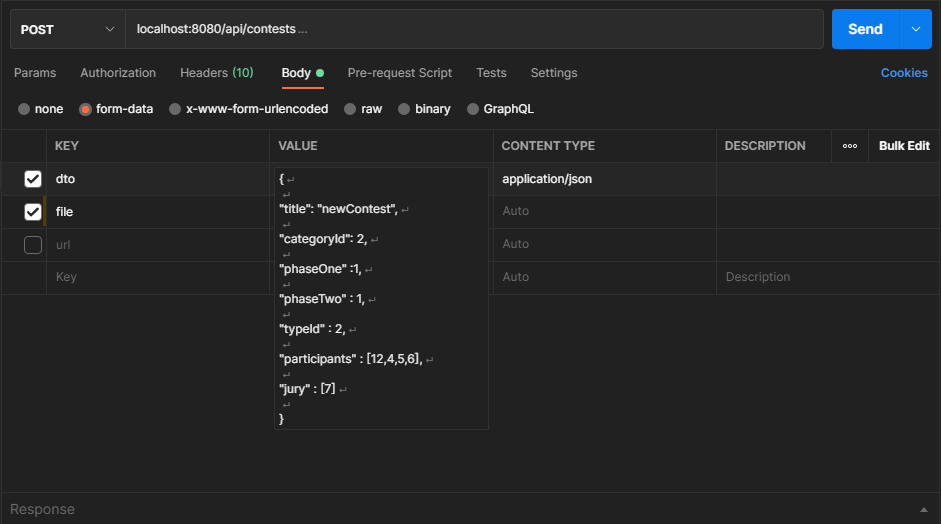 POST localhost:8080/api/contests... Send
Params Authorization Headers (10) Body Pre-request Script Tests Settings Cookies
none form-data x-www-form-urlencoded raw binary GraphQL
KEY VALUE CONTENT TYPE DESCRIPTION ooo Bulk Edit
dto { ↵ application/json
↵
file "title": "newContest", ↵ Auto
↵
url "categoryId": 2, ↵ Auto
↵
Key "phaseOne" :1, ↵ Auto Description
↵
"phaseTwo" : 1, ↵
↵
"typeId" : 2, ↵
↵
"participants" : [12,4,5,6], ↵
↵
"jury" : [7] ↵
↵
}
Response